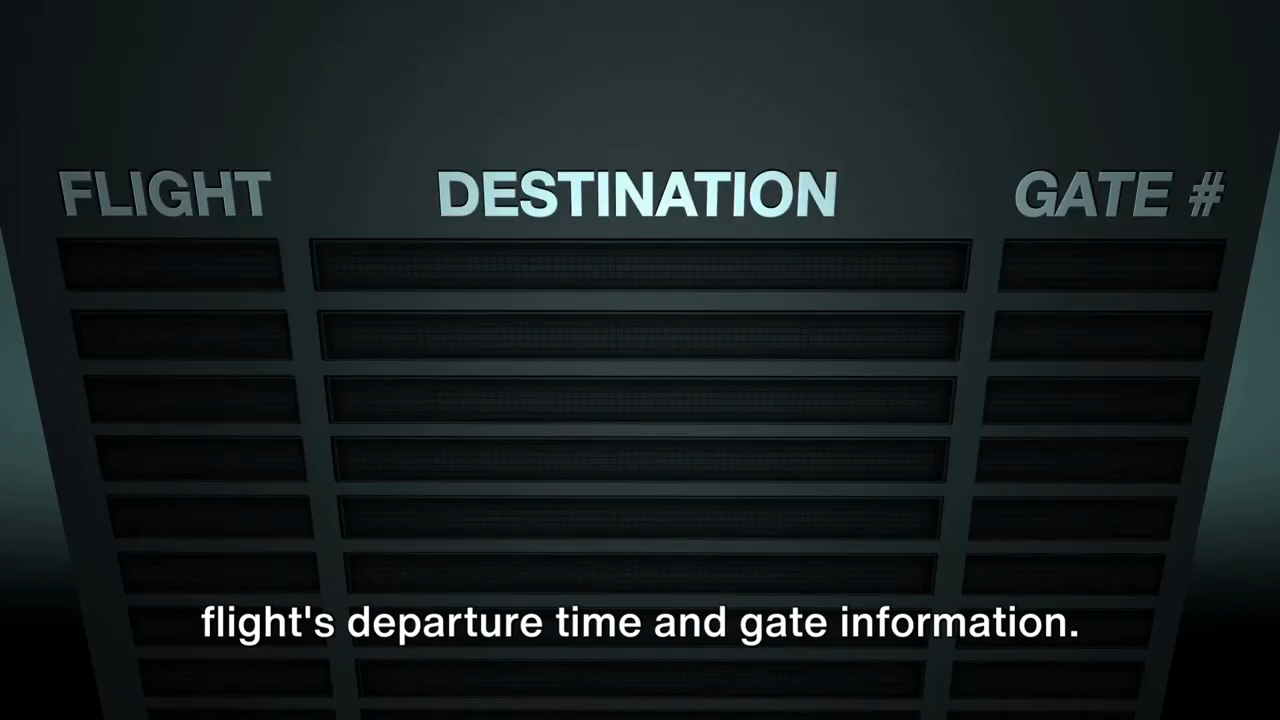 FLIGHT DESTINATION GATE #
flight's departure time and gate information.